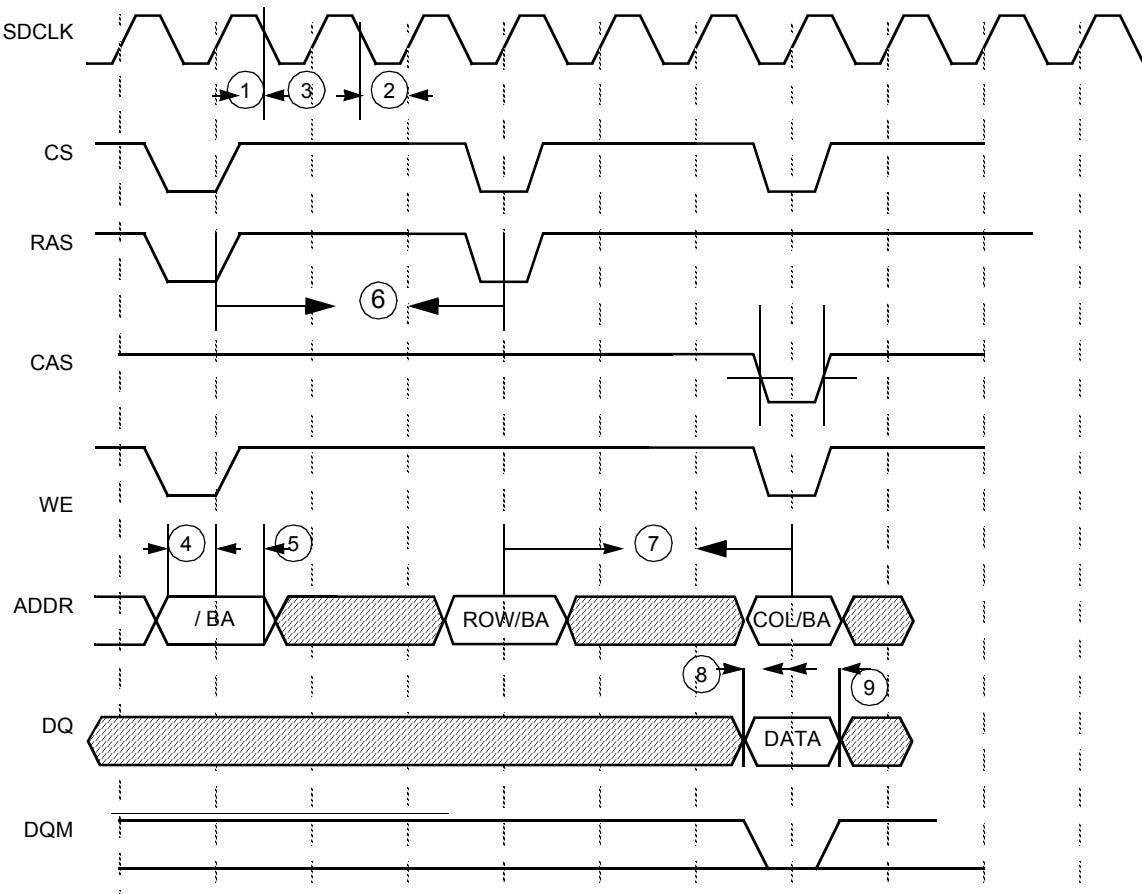 SDCLK
1 3 2
CS
RAS
6
CAS
WE
4 5 7
ADDR / BA ROW/BA COL/BA
8 9
DQ DATA
DQM